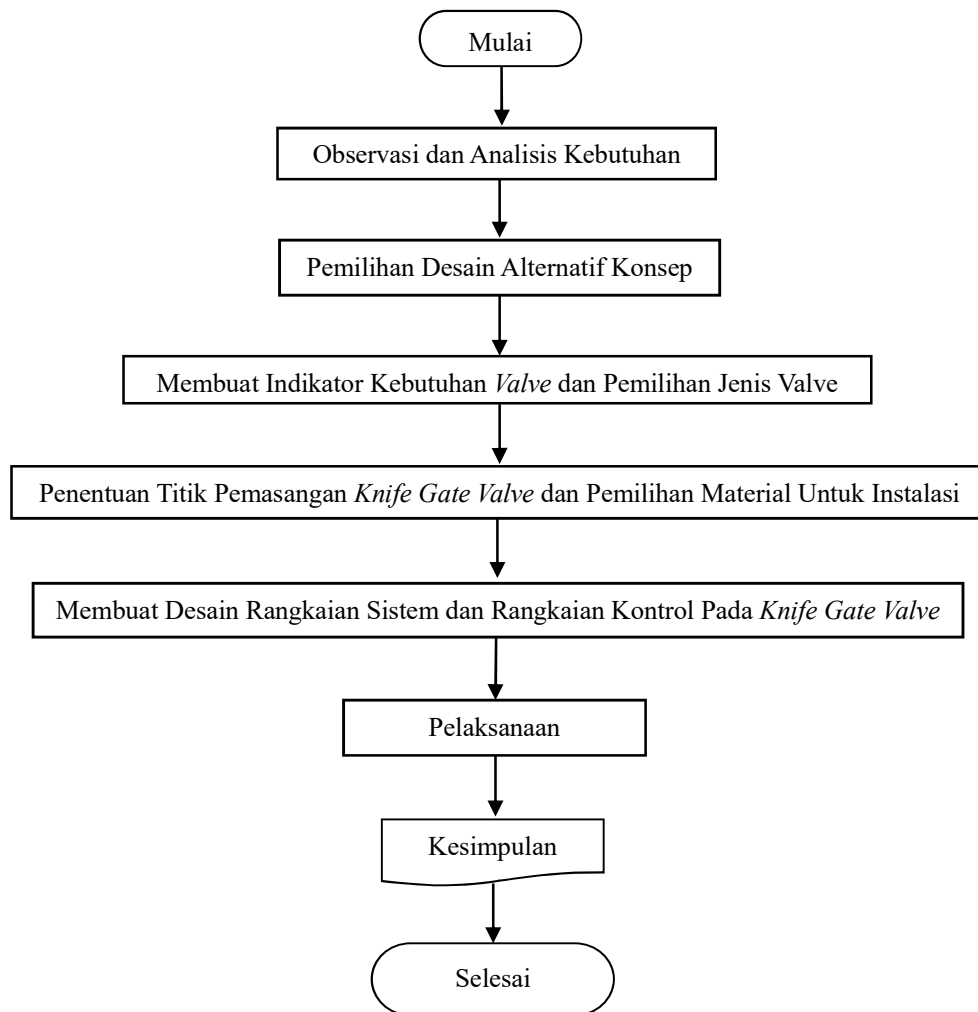 Mulai
Observasi dan Analisis Kebutuhan
Pemilihan Desain Alternatif Konsep
Membuat Indikator Kebutuhan Valve dan Pemilihan Jenis Valve
Penentuan Titik Pemasangan Knife Gate Valve dan Pemilihan Material Untuk Instalasi
Membuat Desain Rangkaian Sistem dan Rangkaian Kontrol Pada Knife Gate Valve
Pelaksanaan
Kesimpulan
Selesai